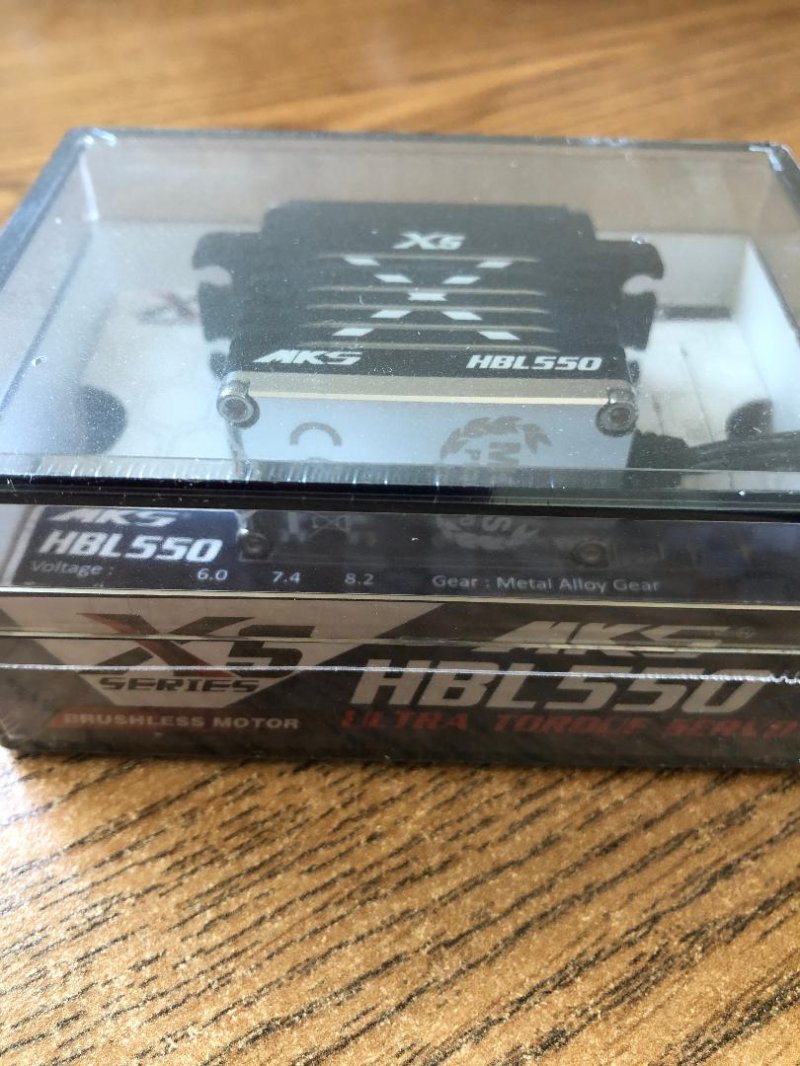 X5
MKS HBL550
MKS
HBL550
Voltage : 6.0 7.4 8.2 Gear : Metal Alloy Gear
X5
SERIES
BRUSHLESS MOTOR
MKS®
HBL550
ULTRA TORQUE SERVO